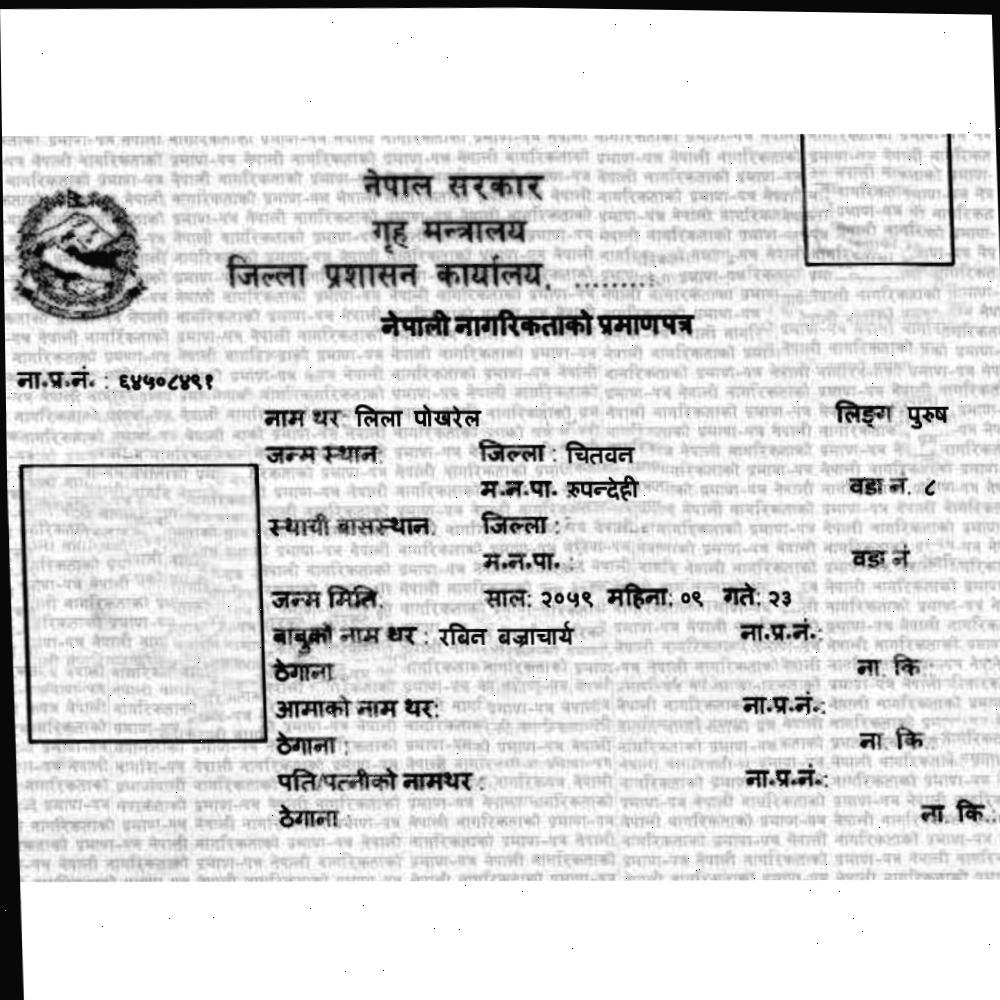 नेपाल सरकार
गृह मन्त्रालय
जिल्ला प्रशासन कार्यालय, .........
नेपाली नागरिकताको प्रमाणपत्र
ना.प्र.नं. : ६४५०८४९१
नाम थर: लिला पोखरेल लिङ्ग पुरुष
जन्म स्थान: जिल्ला : चितवन
म.न.पा. रुपन्देही वडा नं. ८
स्थायी बासस्थान: जिल्ला :
म.न.पा. : वडा नं
जन्म मिति: साल: २०५९ महिना: ०९ गते: २३
बाबुको नाम थर : रबिन बज्राचार्य ना.प्र.नं.:
ठेगाना ना. कि.:
आमाको नाम थर: ना.प्र.नं.:
ठेगाना : ना. कि.:
पति/पत्नीको नामथर : ना.प्र.नं.:
ठेगाना : ना. कि.: